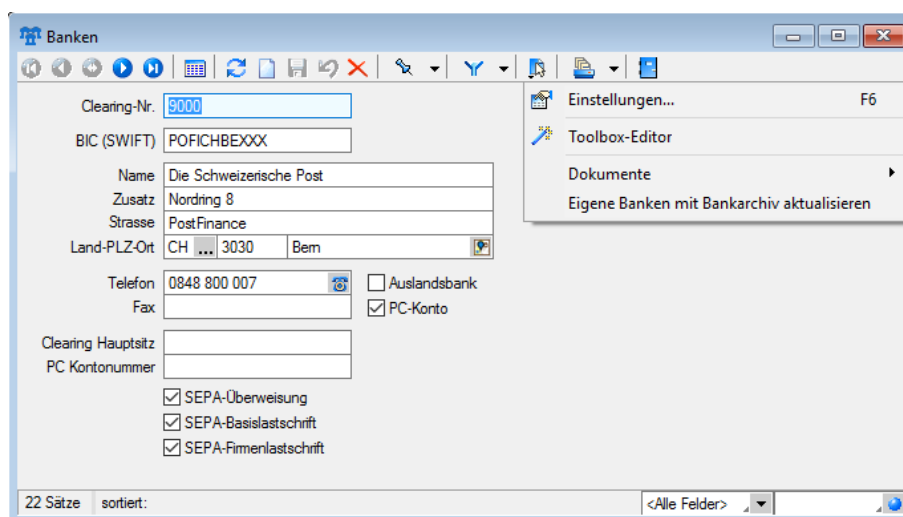 Banken
Clearing-Nr. 9000
BIC (SWIFT) POFICHBEXXX
Name Die Schweizerische Post
Zusatz Nordring 8
Strasse PostFinance
Land-PLZ-Ort CH ... 3030 Bern
Telefon 0848 800 007 Auslandsbank
Fax PC-Konto
Clearing Hauptsitz
PC Kontonummer
SEPA-Überweisung
SEPA-Basislastschrift
SEPA-Firmenlastschrift
Einstellungen... F6
Toolbox-Editor
Dokumente
Eigene Banken mit Bankarchiv aktualisieren
22 Sätze sortiert: <Alle Felder>